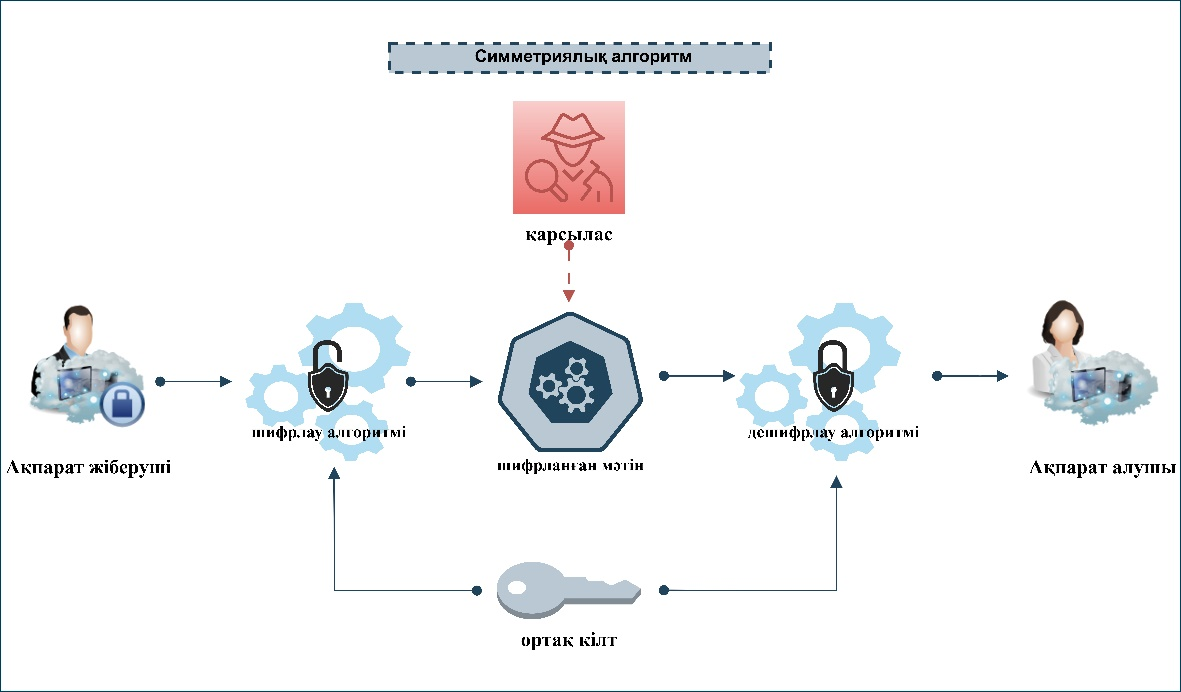 Симметриялық алгоритм
қарсылас
шифрлау алгоритмі
дешифрлау алгоритмі
шифрланған мәтін
Ақпарат жіберуші
Ақпарат алушы
ортақ кілт